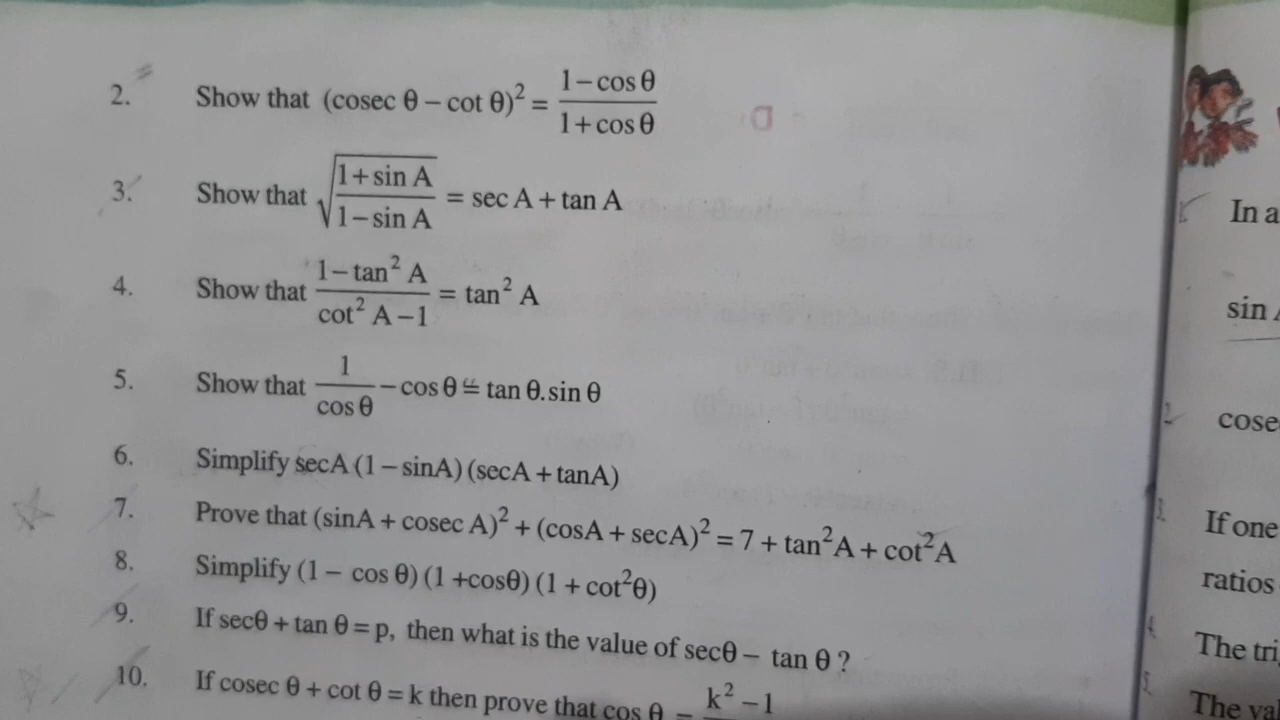 2. Show that (cosec θ – cot θ)² = (1 – cos θ)/(1 + cos θ)
3. Show that √((1 + sin A)/(1 – sin A)) = sec A + tan A
4. Show that (1 – tan² A)/(cot² A – 1) = tan² A
5. Show that 1/cos θ – cos θ = tan θ. sin θ
6. Simplify secA (1 – sinA) (secA + tanA)
7. Prove that (sinA + cosec A)² + (cosA + secA)² = 7 + tan²A + cot²A
8. Simplify (1 – cos θ) (1 +cosθ) (1 + cot²θ)
9. If secθ + tan θ = p, then what is the value of secθ – tan θ ?
10. If cosec θ + cot θ = k then prove that cos θ = k² – 1
In a
sin
cose
If one
ratios
The tri
The va